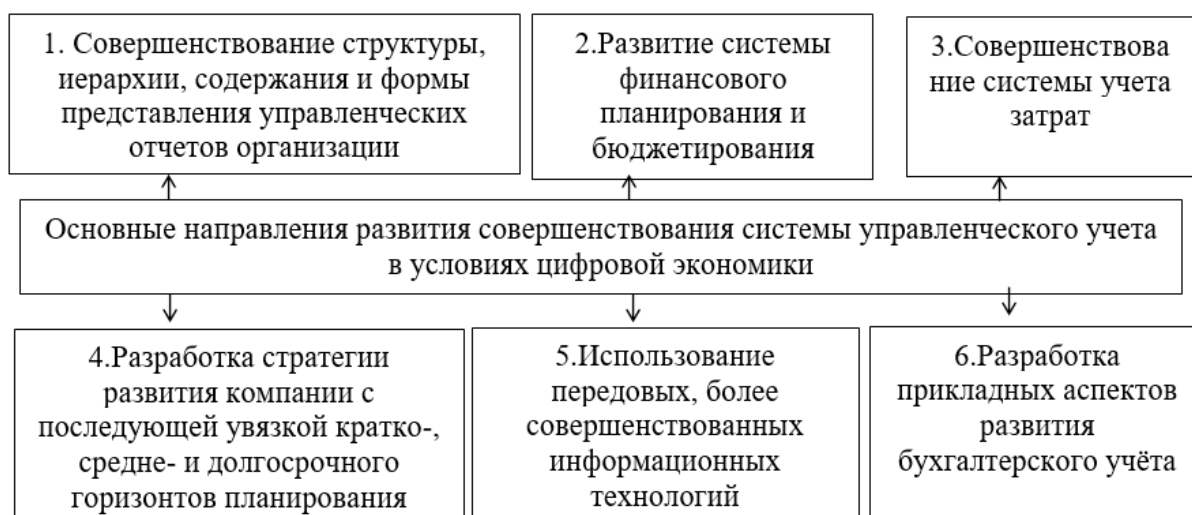 1. Совершенствование структуры,
иерархии, содержания и формы
представления управленческих
отчетов организации
2.Развитие системы
финансового
планирования и
бюджетирования
3.Совершенствова
ние системы учета
затрат
Основные направления развития совершенствования системы управленческого учета
в условиях цифровой экономики
4.Разработка стратегии
развития компании с
последующей увязкой кратко-,
средне- и долгосрочного
горизонтов планирования
5.Использование
передовых, более
совершенствованных
информационных
технологий
6.Разработка
прикладных аспектов
развития
бухгалтерского учёта